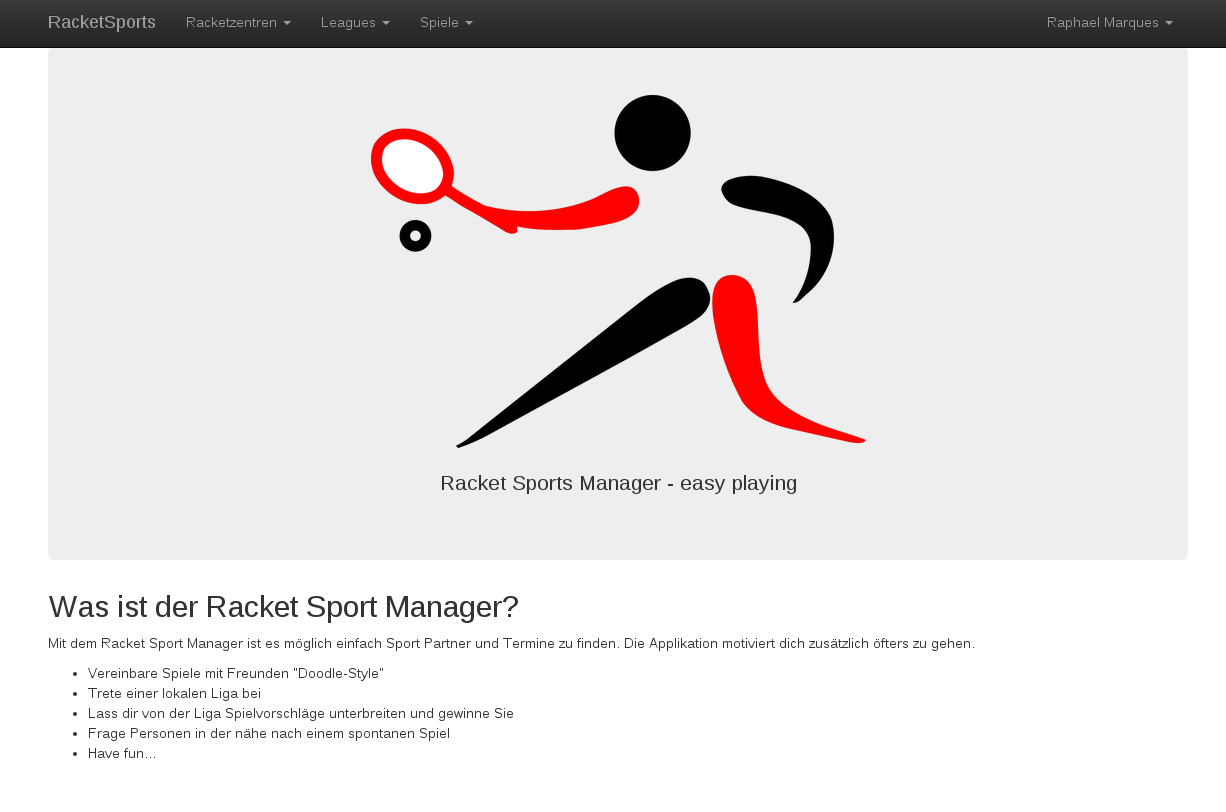 RacketSports Racketzentren Leagues Spiele Raphael Marques
Racket Sports Manager - easy playing
Was ist der Racket Sport Manager?
Mit dem Racket Sport Manager ist es möglich einfach Sport Partner und Termine zu finden. Die Applikation motiviert dich zusätzlich öfters zu gehen.
Vereinbare Spiele mit Freunden "Doodle-Style"
Trete einer lokalen Liga bei
Lass dir von der Liga Spielvorschläge unterbreiten und gewinne Sie
Frage Personen in der nähe nach einem spontanen Spiel
Have fun...